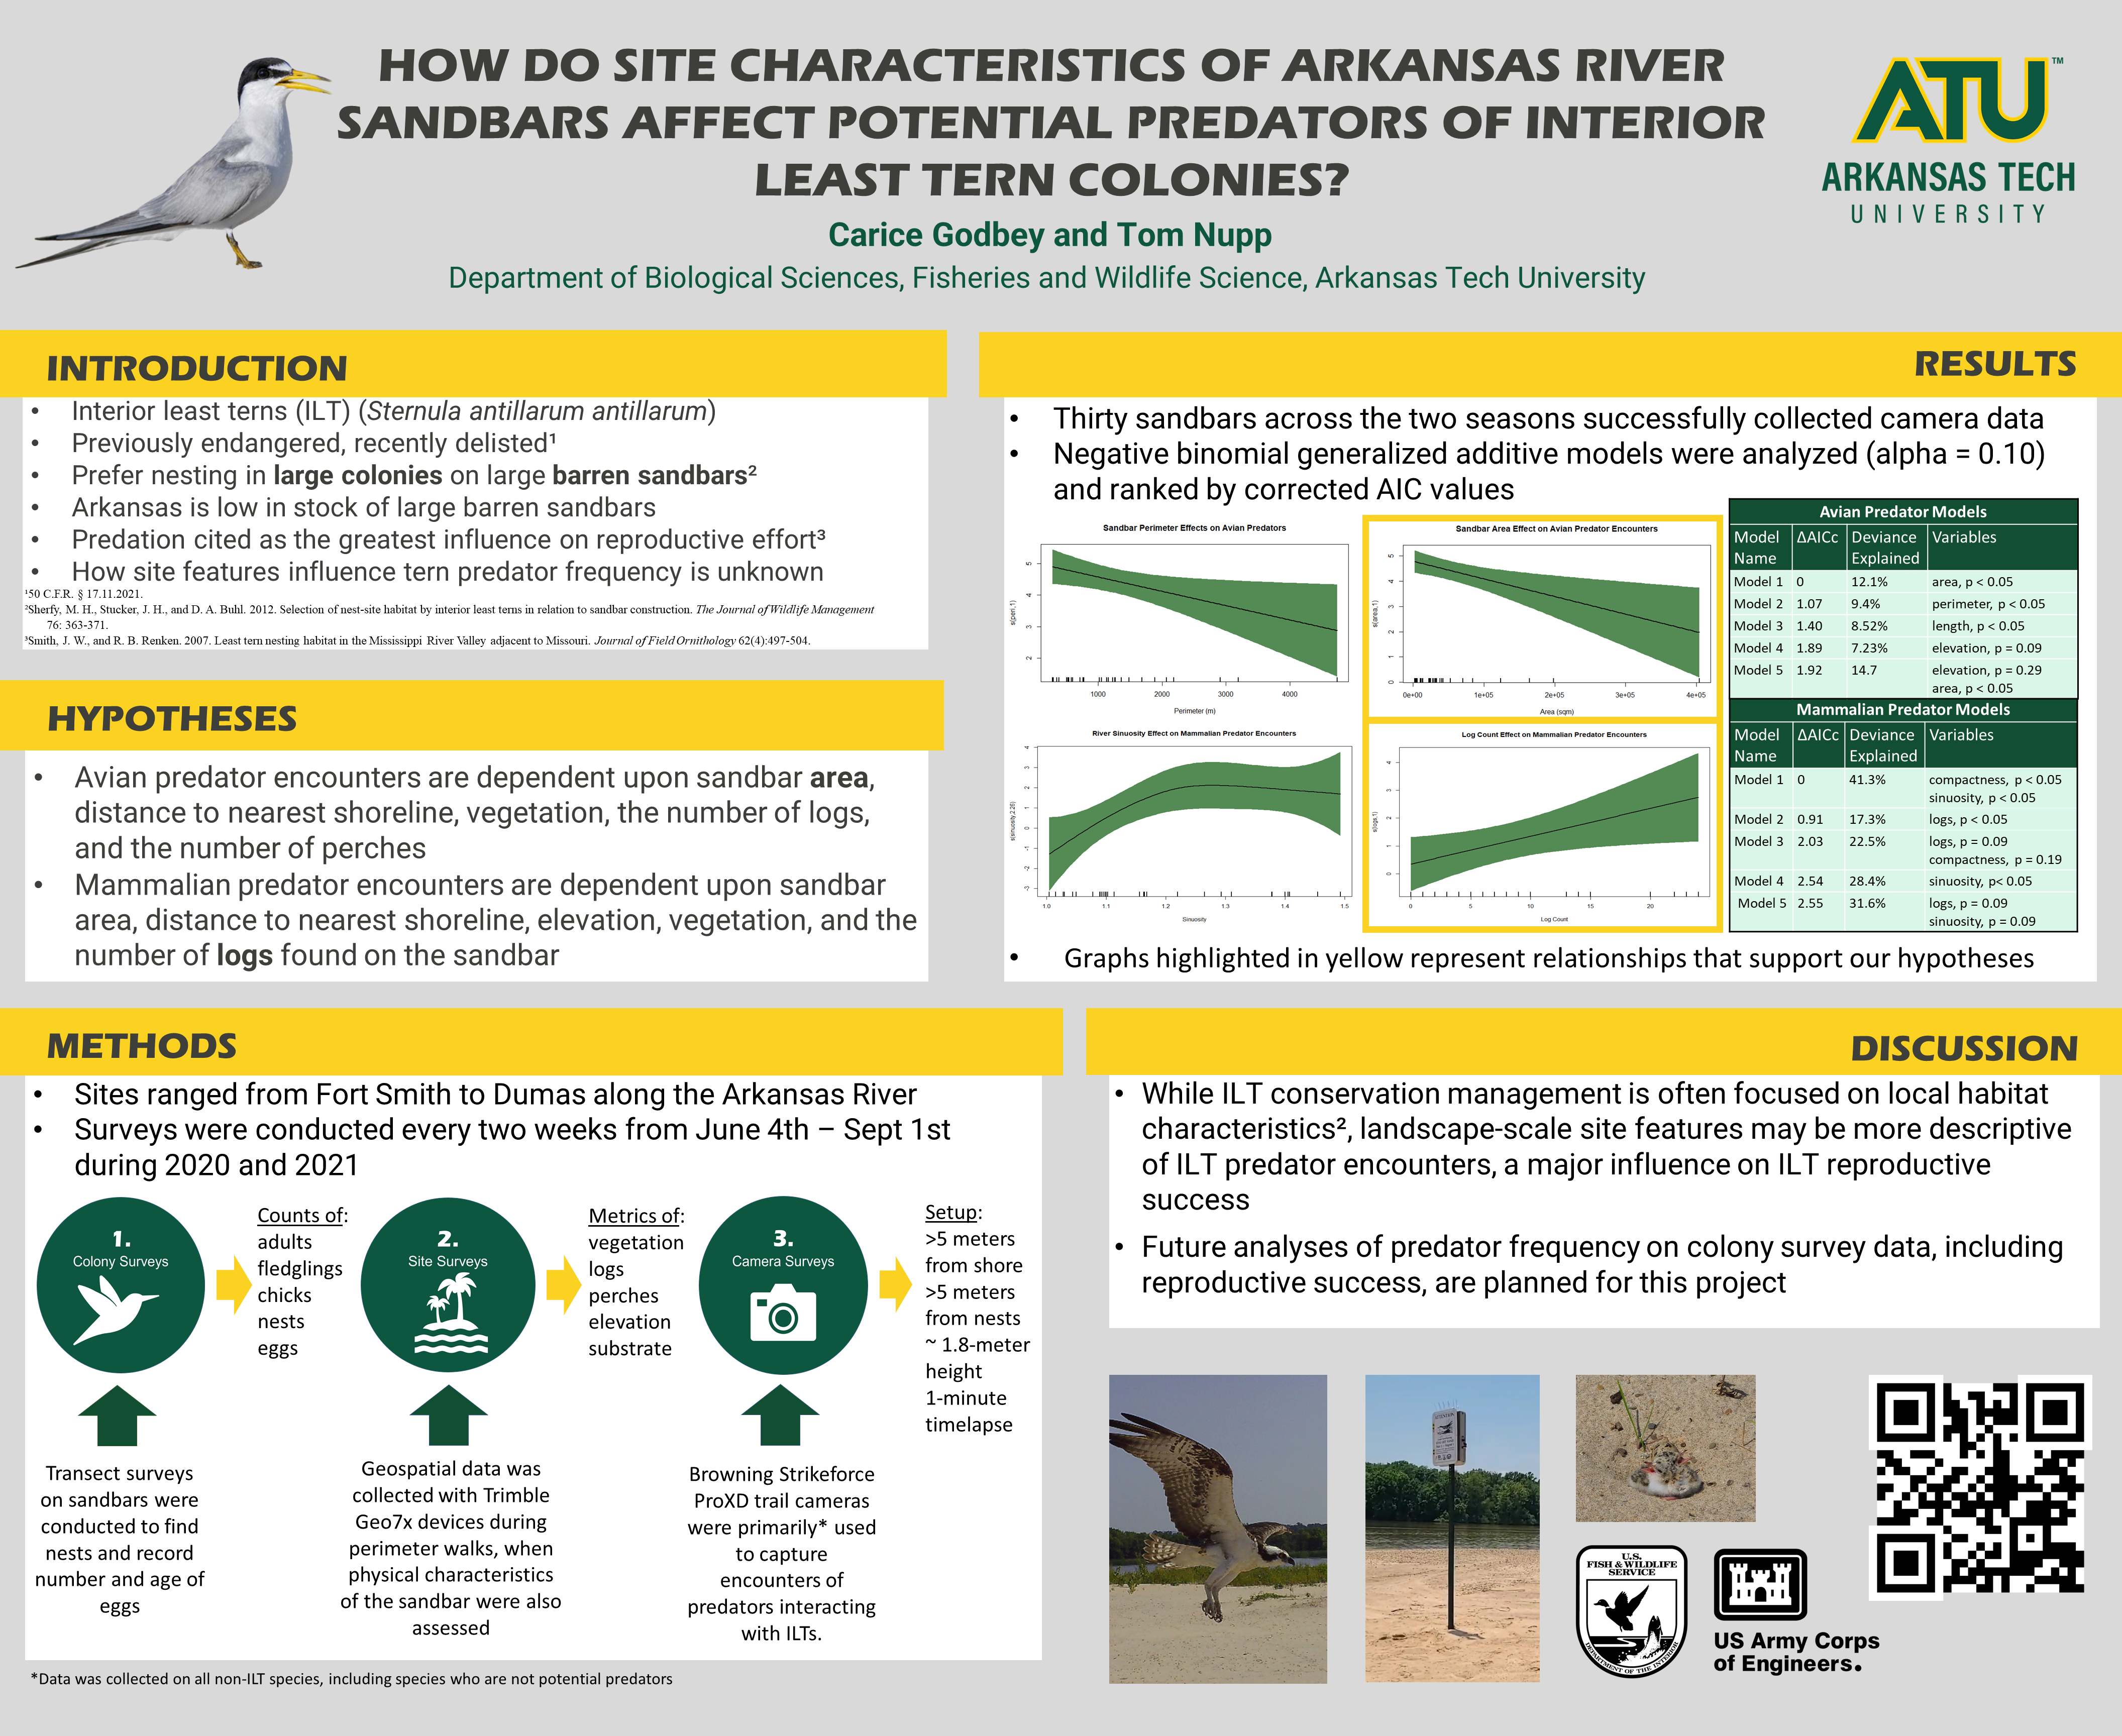 HOW DO SITE CHARACTERISTICS OF ARKANSAS RIVER
SANDBARS AFFECT POTENTIAL PREDATORS OF INTERIOR
LEAST TERN COLONIES?
Carice Godbey and Tom Nupp
Department of Biological Sciences, Fisheries and Wildlife Science, Arkansas Tech University
ATU™
ARKANSAS TECH
UNIVERSITY
INTRODUCTION
• Interior least terns (ILT) (Sternula antillarum antillarum)
• Previously endangered, recently delisted¹
• Prefer nesting in large colonies on large barren sandbars²
• Arkansas is low in stock of large barren sandbars
• Predation cited as the greatest influence on reproductive effort³
• How site features influence tern predator frequency is unknown
¹50 C.F.R. § 17.11.2021.
²Sherfy, M. H., Stucker, J. H., and D. A. Buhl. 2012. Selection of nest-site habitat by interior least terns in relation to sandbar construction. The Journal of Wildlife Management
76: 363-371.
³Smith, J. W., and R. B. Renken. 2007. Least tern nesting habitat in the Mississippi River Valley adjacent to Missouri. Journal of Field Ornithology 62(4):497-504.
HYPOTHESES
• Avian predator encounters are dependent upon sandbar area,
distance to nearest shoreline, vegetation, the number of logs,
and the number of perches
• Mammalian predator encounters are dependent upon sandbar
area, distance to nearest shoreline, elevation, vegetation, and the
number of logs found on the sandbar
RESULTS
• Thirty sandbars across the two seasons successfully collected camera data
• Negative binomial generalized additive models were analyzed (alpha = 0.10)
and ranked by corrected AIC values
Sandbar Perimeter Effects on Avian Predators
s(peri,1)
5
4
3
2
1000 2000 3000 4000
Perimeter (m)
Sandbar Area Effect on Avian Predator Encounters
s(area,1)
5
4
3
2
1
0
0e+00 1e+05 2e+05 3e+05 4e+05
Area (sqm)
River Sinuosity Effect on Mammalian Predator Encounters
s(sinuosity,2.26)
4
3
2
1
0
-1
-2
-3
1.0 1.1 1.2 1.3 1.4 1.5
Sinuosity
Log Count Effect on Mammalian Predator Encounters
s(logs,1)
4
3
2
1
0
0 5 10 15 20
Log Count
Avian Predator Models
Model Name ΔAICc Deviance Explained Variables
Model 1 0 12.1% area, p < 0.05
Model 2 1.07 9.4% perimeter, p < 0.05
Model 3 1.40 8.52% length, p < 0.05
Model 4 1.89 7.23% elevation, p = 0.09
Model 5 1.92 14.7 elevation, p = 0.29
area, p < 0.05
Mammalian Predator Models
Model Name ΔAICc Deviance Explained Variables
Model 1 0 41.3% compactness, p < 0.05
sinuosity, p < 0.05
Model 2 0.91 17.3% logs, p < 0.05
Model 3 2.03 22.5% logs, p = 0.09
compactness, p = 0.19
Model 4 2.54 28.4% sinuosity, p< 0.05
Model 5 2.55 31.6% logs, p = 0.09
sinuosity, p = 0.09
• Graphs highlighted in yellow represent relationships that support our hypotheses
METHODS
• Sites ranged from Fort Smith to Dumas along the Arkansas River
• Surveys were conducted every two weeks from June 4th – Sept 1st
during 2020 and 2021
1.
Colony Surveys
Counts of:
adults
fledglings
chicks
nests
eggs
2.
Site Surveys
Metrics of:
vegetation
logs
perches
elevation
substrate
3.
Camera Surveys
Setup:
>5 meters
from shore
>5 meters
from nests
~ 1.8-meter
height
1-minute
timelapse
Transect surveys
on sandbars were
conducted to find
nests and record
number and age of
eggs
Geospatial data was
collected with Trimble
Geo7x devices during
perimeter walks, when
physical characteristics
of the sandbar were also
assessed
Browning Strikeforce
ProXD trail cameras
were primarily* used
to capture
encounters of
predators interacting
with ILTs.
*Data was collected on all non-ILT species, including species who are not potential predators
DISCUSSION
• While ILT conservation management is often focused on local habitat
characteristics², landscape-scale site features may be more descriptive
of ILT predator encounters, a major influence on ILT reproductive
success
• Future analyses of predator frequency on colony survey data, including
reproductive success, are planned for this project
ATTENTION
U.S.
FISH & WILDLIFE
SERVICE
DEPARTMENT OF THE INTERIOR
US Army Corps
of Engineers.